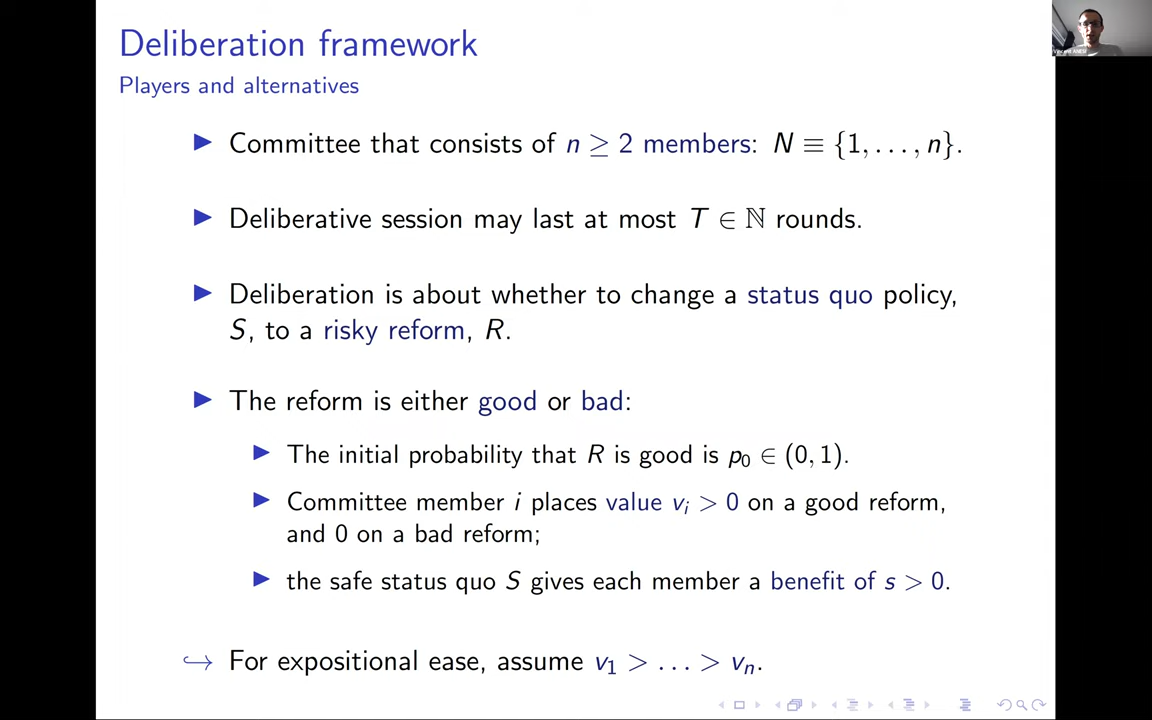 Deliberation framework
Players and alternatives
▶ Committee that consists of n ≥ 2 members: N ≡ {1, . . . , n}.
▶ Deliberative session may last at most T ∈ ℕ rounds.
▶ Deliberation is about whether to change a status quo policy,
S, to a risky reform, R.
▶ The reform is either good or bad:
▶ The initial probability that R is good is p₀ ∈ (0, 1).
▶ Committee member i places value vᵢ > 0 on a good reform,
and 0 on a bad reform;
▶ the safe status quo S gives each member a benefit of s > 0.
↪ For expositional ease, assume v₁ > . . . > vₙ.